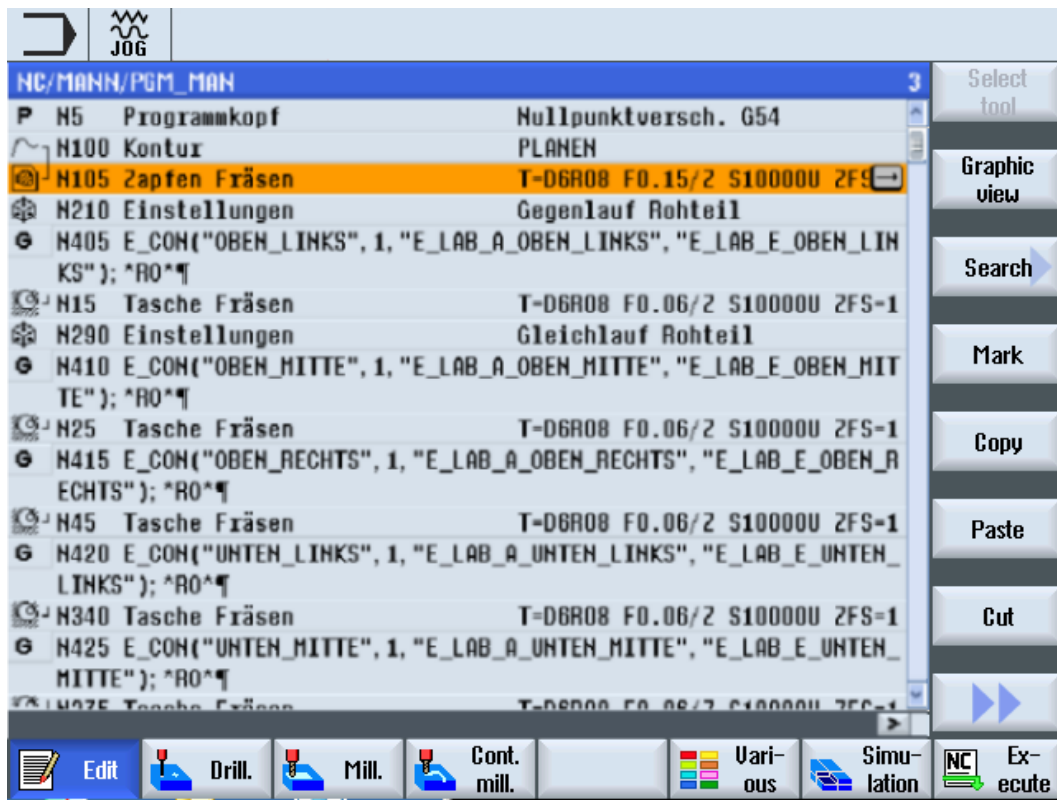 JOG
NC/MANN/PGM_MAN 3
P N5 Programmkopf Nullpunktversch. G54
N100 Kontur PLANEN
N105 Zapfen Fräsen T=D6R08 F0.15/Z S10000U ZFS
N210 Einstellungen Gegenlauf Rohteil
G N405 E_CON("OBEN_LINKS", 1, "E_LAB_A_OBEN_LINKS", "E_LAB_E_OBEN_LIN
KS"); *RO*¶
N15 Tasche Fräsen T=D6R08 F0.06/Z S10000U ZFS=1
N290 Einstellungen Gleichlauf Rohteil
G N410 E_CON("OBEN_MITTE", 1, "E_LAB_A_OBEN_MITTE", "E_LAB_E_OBEN_MIT
TE"); *RO*¶
N25 Tasche Fräsen T=D6R08 F0.06/Z S10000U ZFS=1
G N415 E_CON("OBEN_RECHTS", 1, "E_LAB_A_OBEN_RECHTS", "E_LAB_E_OBEN_R
ECHTS"); *RO*¶
N45 Tasche Fräsen T=D6R08 F0.06/Z S10000U ZFS=1
G N420 E_CON("UNTEN_LINKS", 1, "E_LAB_A_UNTEN_LINKS", "E_LAB_E_UNTEN_
LINKS"); *RO*¶
N340 Tasche Fräsen T=D6R08 F0.06/Z S10000U ZFS=1
G N425 E_CON("UNTEN_MITTE", 1, "E_LAB_A_UNTEN_MITTE", "E_LAB_E_UNTEN_
MITTE"); *RO*¶
Select
tool
Graphic
view
Search
Mark
Copy
Paste
Cut
Edit
Drill.
Mill.
Cont.
mill.
Vari-
ous
Simu-
lation
NC
Ex-
ecute